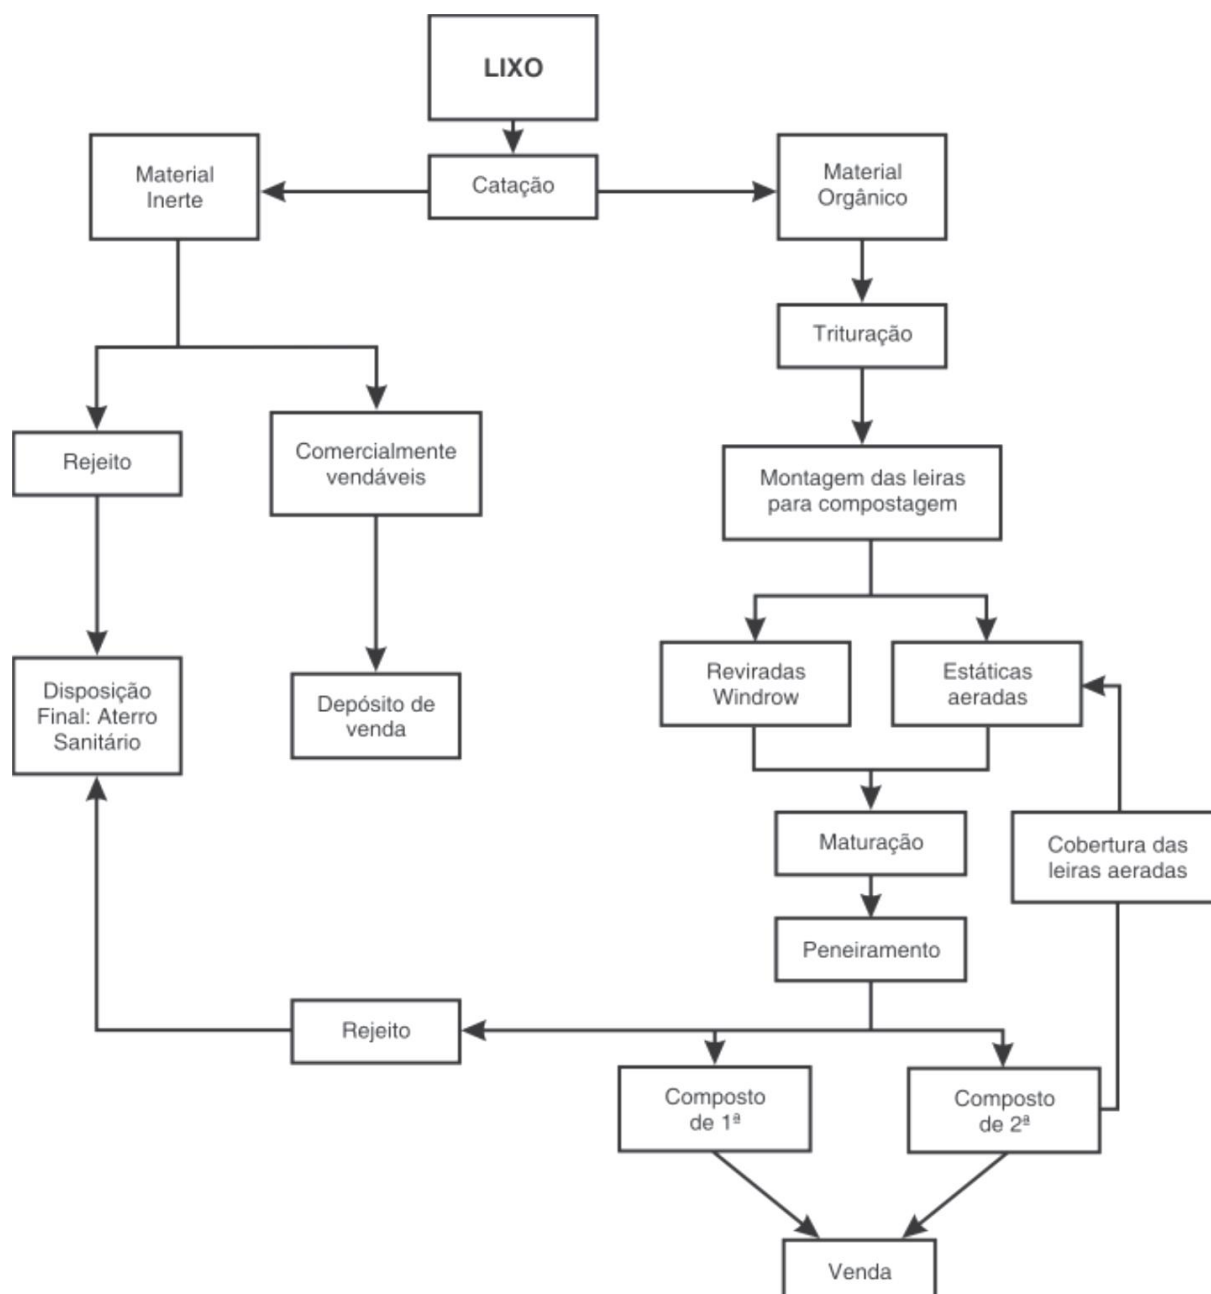 LIXO
Catação
Material
Inerte
Material
Orgânico
Trituração
Rejeito
Comercialmente
vendáveis
Montagem das leiras
para compostagem
Disposição
Final: Aterro
Sanitário
Depósito de
venda
Reviradas
Windrow
Estáticas
aeradas
Maturação
Cobertura das
leiras aeradas
Peneiramento
Rejeito
Composto
de 1ª
Composto
de 2ª
Venda